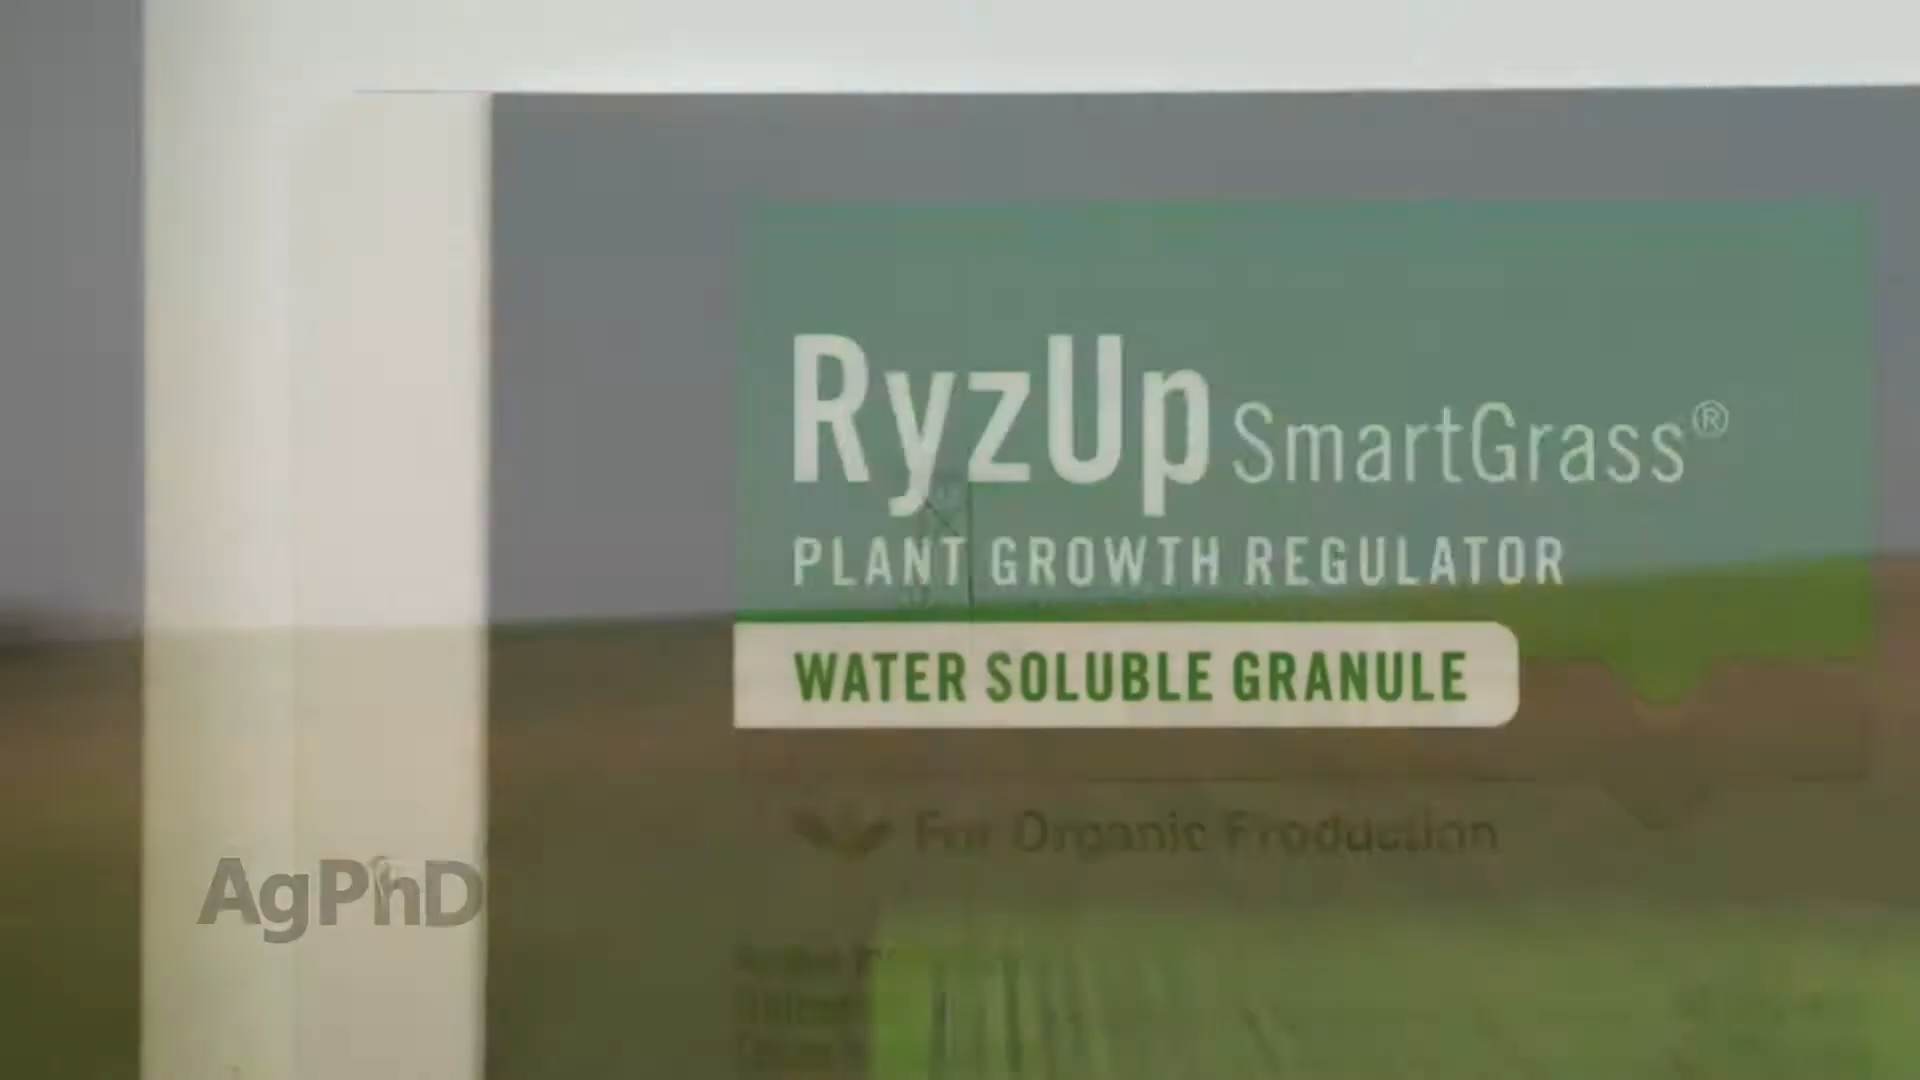 RyzUp SmartGrass®
PLANT GROWTH REGULATOR
WATER SOLUBLE GRANULE
For Organic Production
AgPhD